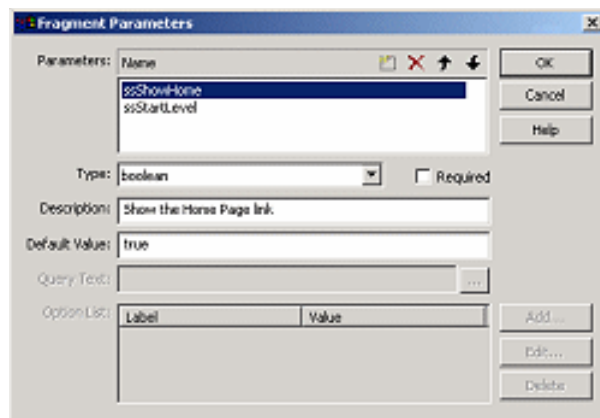 Fragment Parameters
Parameters: Name
OK
ssShowHome
ssStartLevel
Cancel
Help
Type: boolean Required
Description: Show the Home Page link
Default Value: true
Query Text: ...
Option List: Label Value
Add...
Edit...
Delete